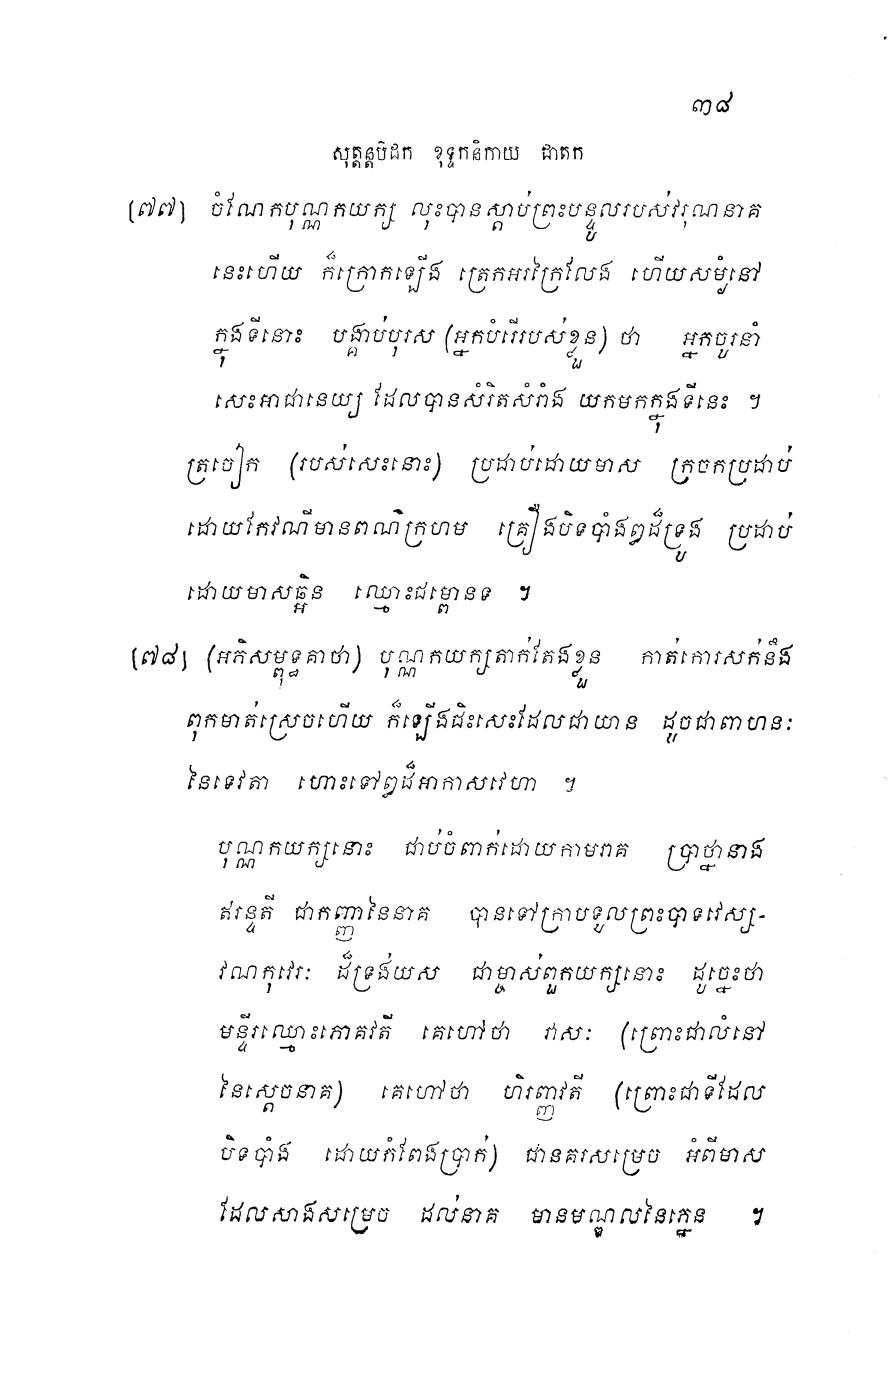 ៣៨
សុត្តន្តបិដក ខុទ្ទកនិកាយ ជាតក
(៧៧) ចំណែកបុណ្ណកយក្ស លុះបានស្តាប់ព្រះបន្ទូលរបស់វរុណនាគ
នេះហើយ ក៏ក្រោកឡើង ត្រេកអរក្រៃលែង ហើយសម្ងំនៅ
ក្នុងទីនោះ បង្គាប់បុរស (អ្នកបំរើរបស់ខ្លួន) ថា អ្នកចូរនាំ
សេះអាជានេយ្យ ដែលបានសំរិតសំរាំង យកមកក្នុងទីនេះ ។
ត្រចៀក (របស់សេះនោះ) ប្រដាប់ដោយមាស ក្រចកប្រដាប់
ដោយកែវណីមានពណ៌ក្រហម គ្រឿងបិទបាំងឰដ៏ទ្រូង ប្រដាប់
ដោយមាសឆ្អិន ឈ្មោះជម្ពោនទ ។
(៧៨) (អភិសម្ពុទ្ធគាថា) បុណ្ណកយក្សតាក់តែងខ្លួន កាត់កោរសក់នឹង
ពុកមាត់ស្រេចហើយ ក៏ឡើងជិះសេះដែលជាយាន ដូចជាពាហនៈ
នៃទេវតា ហោះទៅឰដ៏អាកាសវេហា ។
បុណ្ណកយក្សនោះ ជាប់ចំពាក់ដោយកាមរាគ ប្រាថ្នានាង
ឥរន្ទតី ជាកញ្ញានៃនាគ បានទៅក្រាបទូលព្រះបាទវេស្ស-
វណកុវេរៈ ដ៏ទ្រង់យស ជាម្ចាស់ពួកយក្សនោះ ដូច្នេះថា
មន្ទីរឈ្មោះភោគវតី គេហៅថា វាសៈ (ព្រោះជាលំនៅ
នៃស្តេចនាគ) គេហៅថា ហិរញ្ញវតី (ព្រោះជាទីដែល
បិទបាំង ដោយកំពែងប្រាក់) ជានគរសម្រេច អំពីមាស
ដែលសាងសម្រេច ដល់នាគ មានមណ្ឌលនៃភ្នេន ។